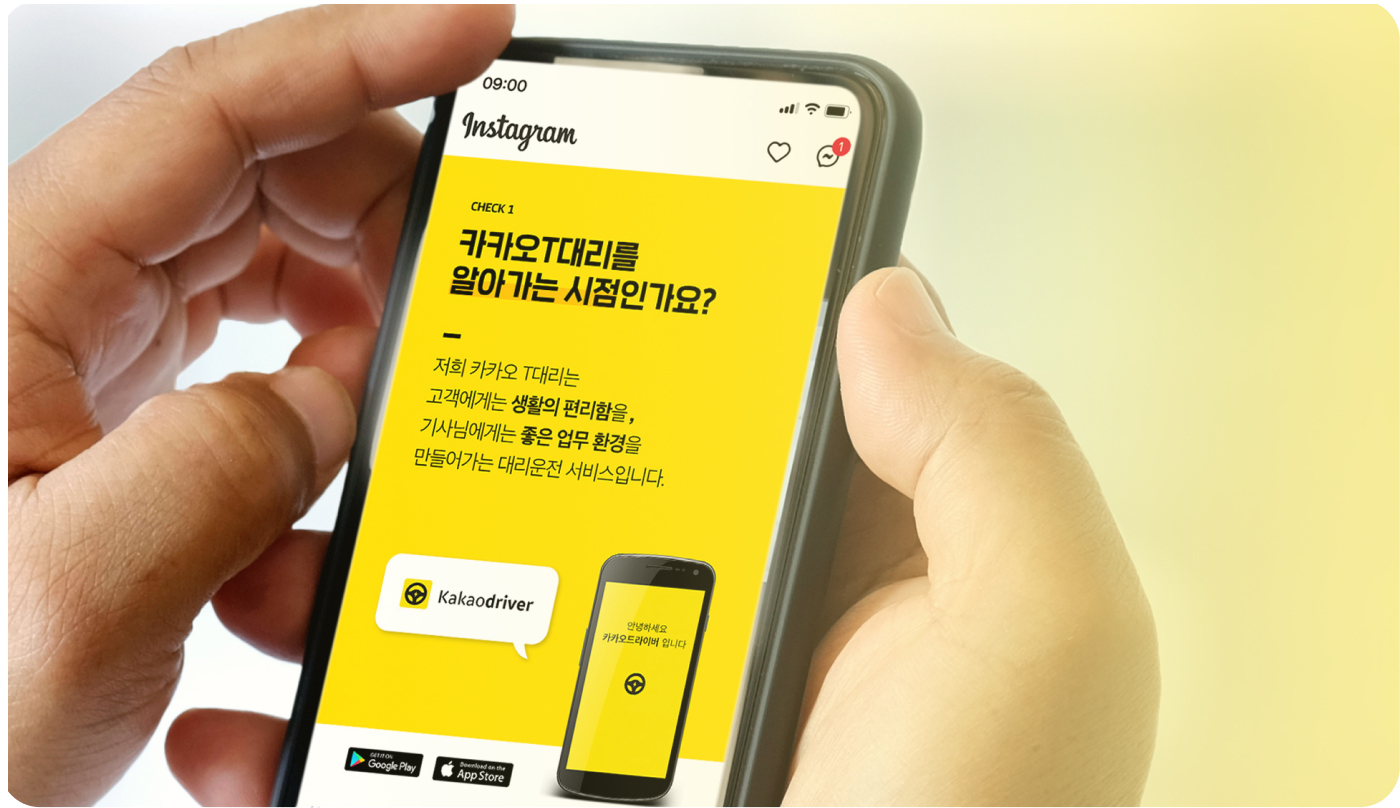 09:00
Instagram
1
CHECK 1
카카오T대리를
알아가는 시점인가요?
저희 카카오 T대리는
고객에게는 생활의 편리함을,
기사님에게는 좋은 업무 환경을
만들어가는 대리운전 서비스입니다.
Kakaodriver
안녕하세요
카카오드라이버 입니다
GET IT ON
Google Play
Download on the
App Store